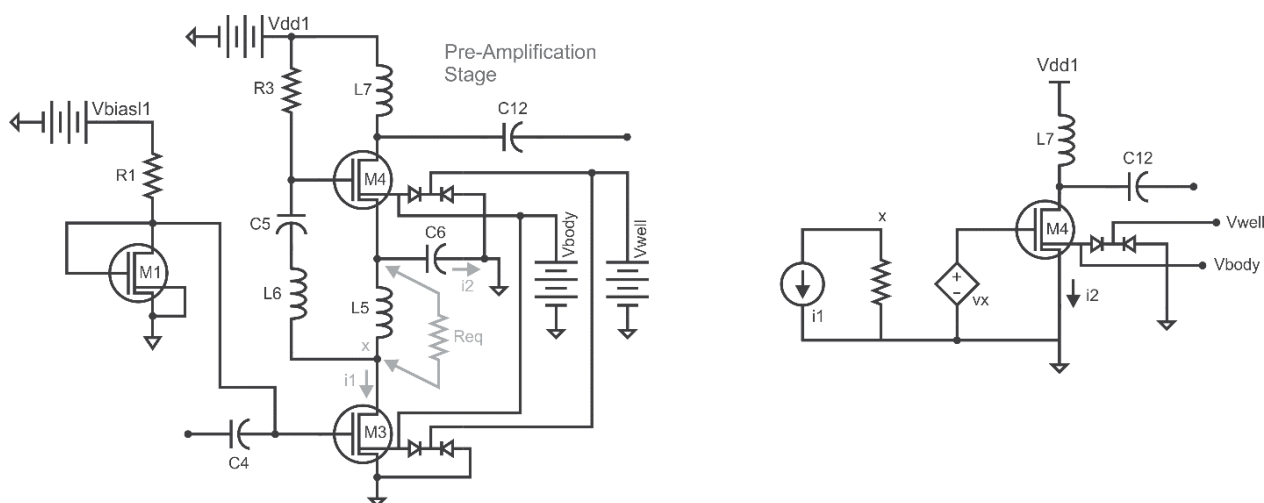 Vdd1
Pre-Amplification
Stage
R3
L7
C12
Vbiasl1
R1
M4
C5
C6
i2
Vbody
Vwell
M1
L6
L5
Req
x
i1
M3
C4
Vdd1
L7
C12
x
M4
Vwell
Vbody
+
-
vx
i1
i2